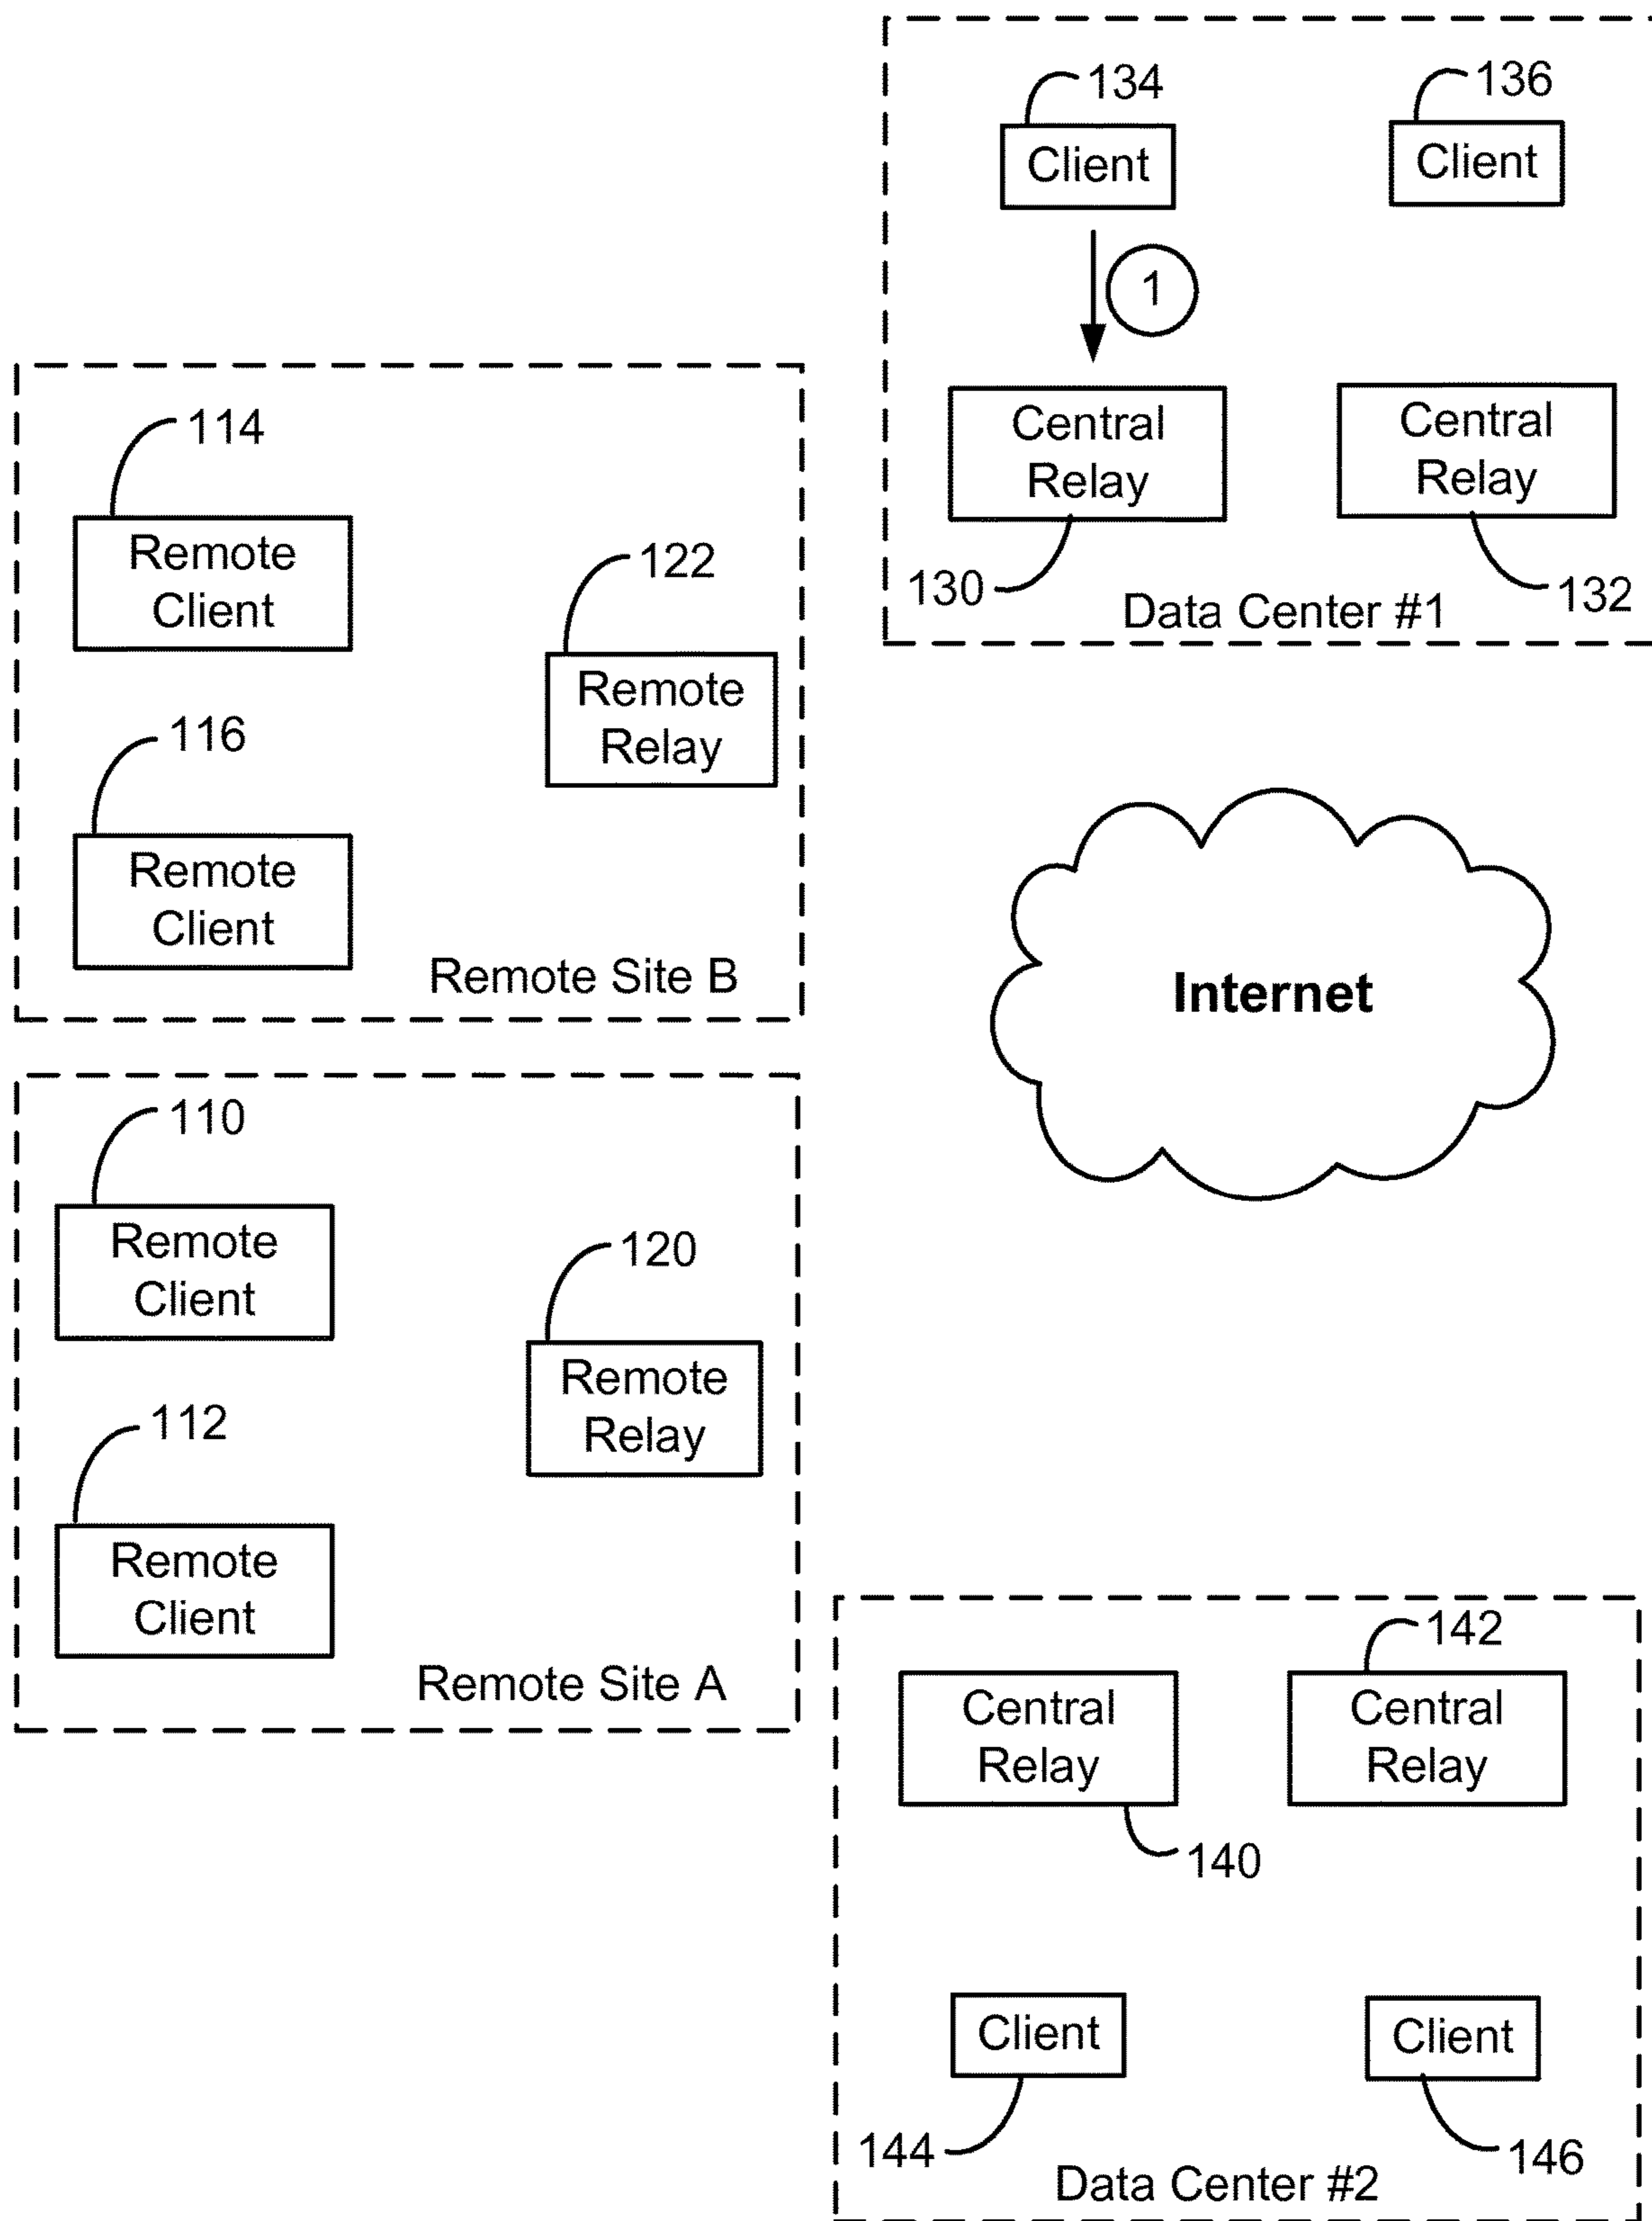 134
136
Client
Client
1
Central
Relay
Central
Relay
130
132
Data Center #1
114
Remote
Client
122
Remote
Relay
116
Remote
Client
Remote Site B
Internet
110
Remote
Client
120
Remote
Relay
112
Remote
Client
Remote Site A
142
Central
Relay
Central
Relay
140
Client
Client
144
146
Data Center #2